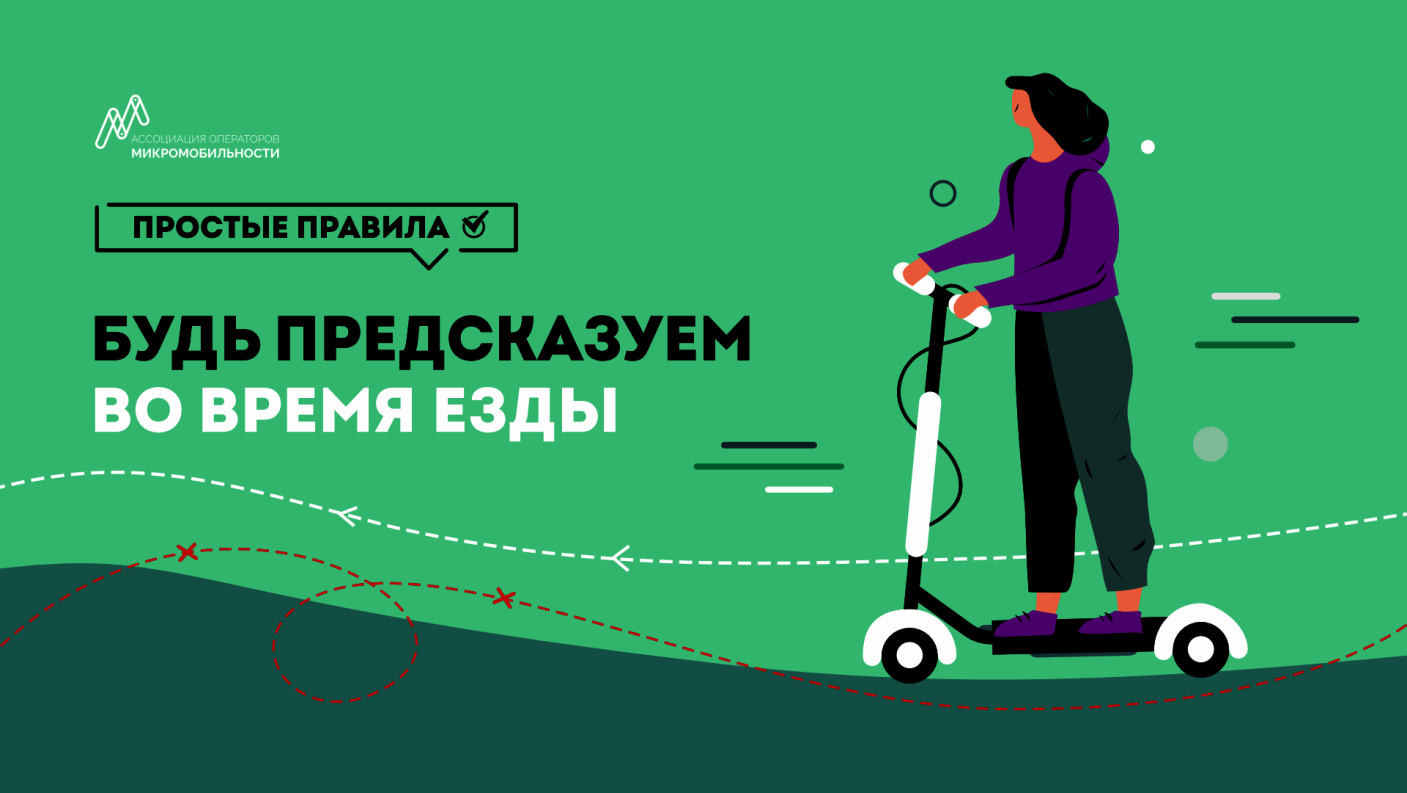 АССОЦИАЦИЯ ОПЕРАТОРОВ
МИКРОМОБИЛЬНОСТИ
ПРОСТЫЕ ПРАВИЛА
БУДЬ ПРЕДСКАЗУЕМ
ВО ВРЕМЯ ЕЗДЫ